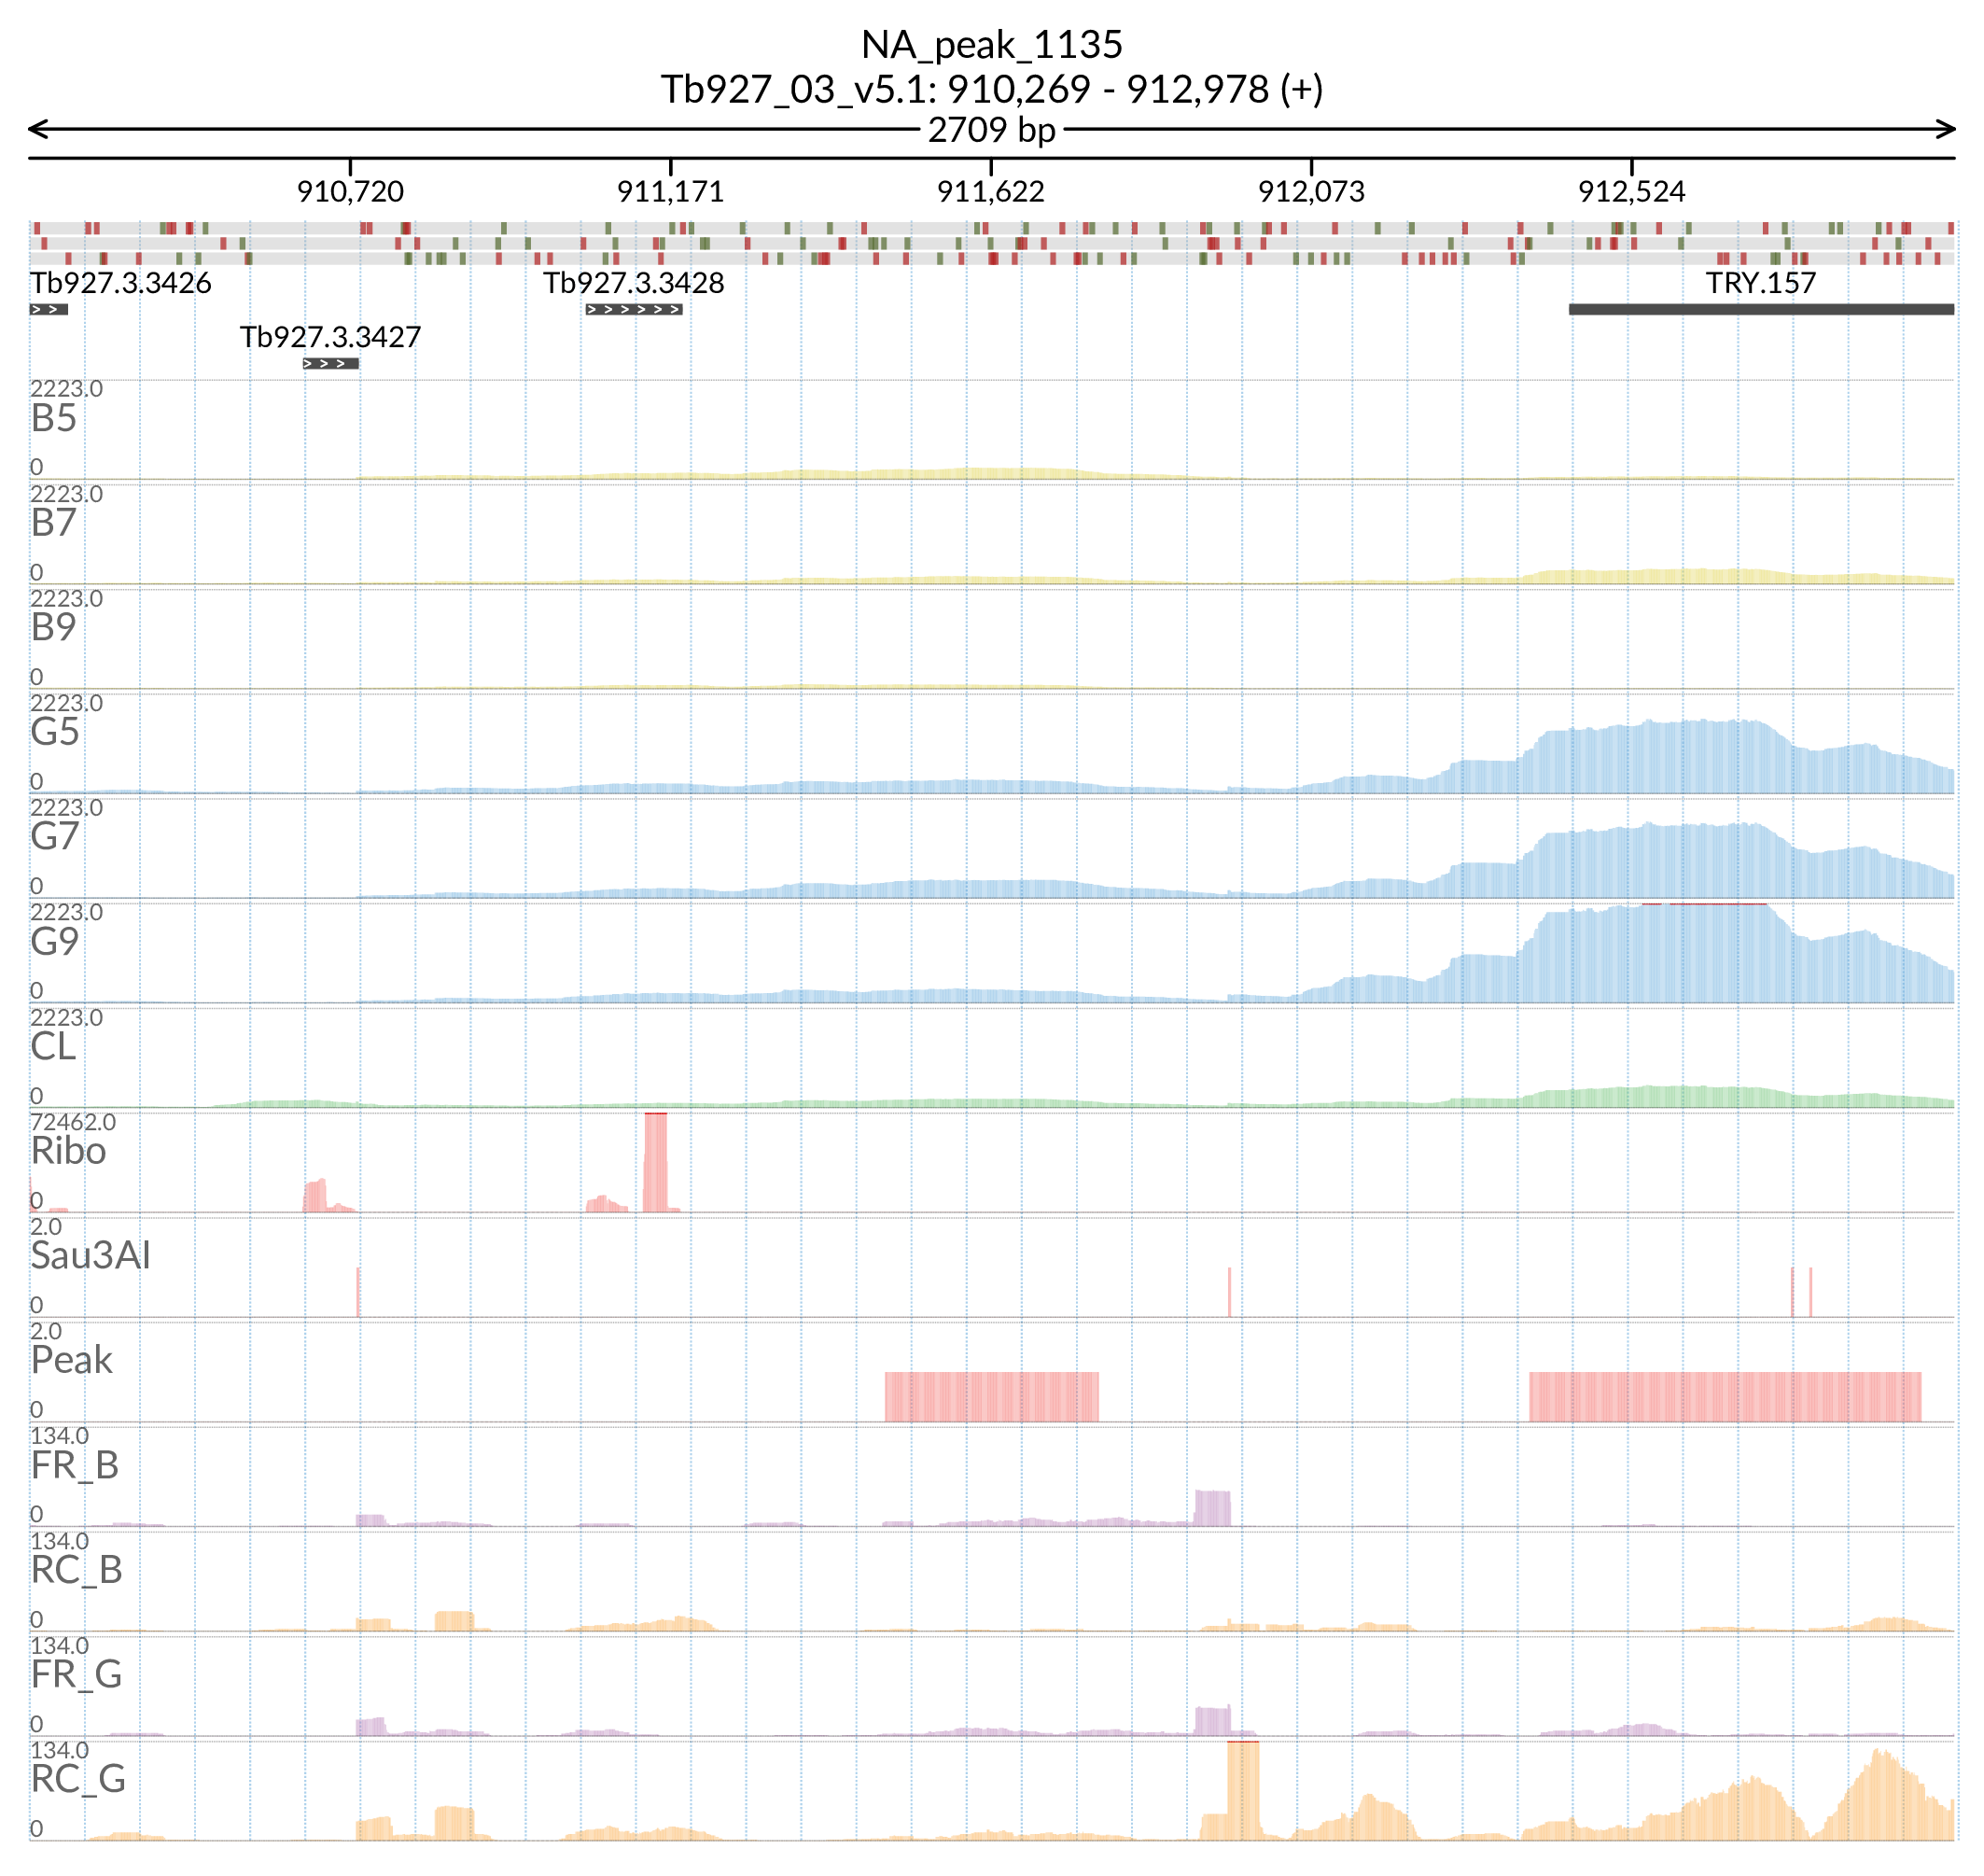 NA_peak_1135
Tb927_03_v5.1: 910,269 - 912,978 (+)
2709 bp
910,720 911,171 911,622 912,073 912,524
Tb927.3.3426 Tb927.3.3428 TRY.157
Tb927.3.3427
2223.0
B5
0
2223.0
B7
0
2223.0
B9
0
2223.0
G5
0
2223.0
G7
0
2223.0
G9
0
2223.0
CL
0
72462.0
Ribo
0
2.0
Sau3AI
0
2.0
Peak
0
134.0
FR_B
0
134.0
RC_B
0
134.0
FR_G
0
134.0
RC_G
0